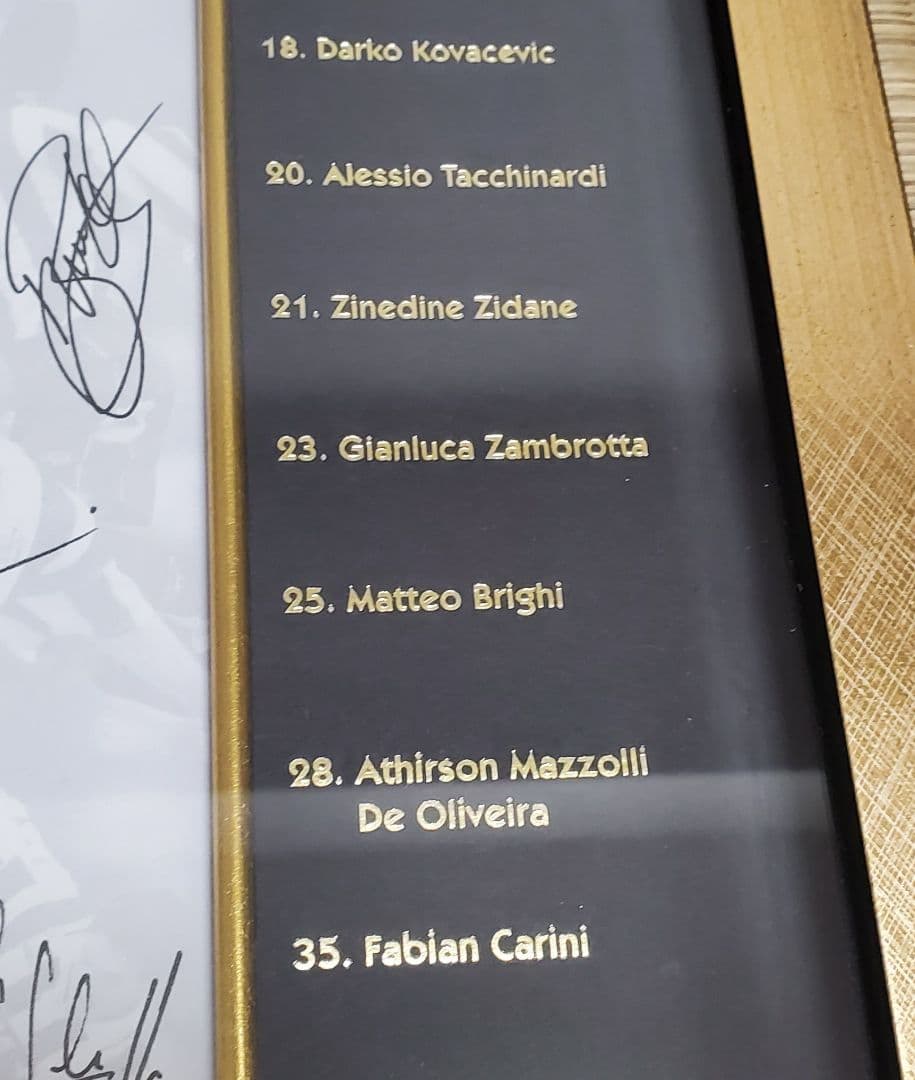 18. Darko Kovacevic
20. Alessio Tacchinardi
21. Zinedine Zidane
23. Gianluca Zambrotta
25. Matteo Brighi
28. Athirson Mazzolli
De Oliveira
35. Fabian Carini